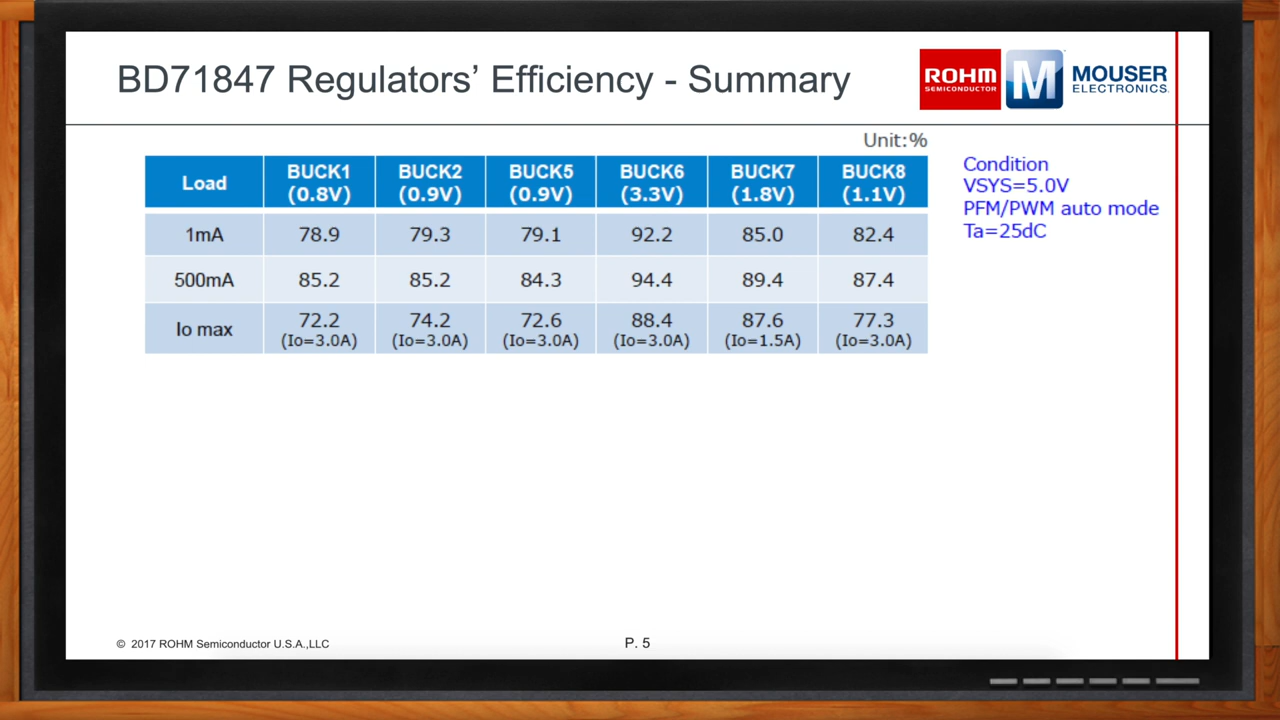 BD71847 Regulators’ Efficiency - Summary
ROHM
SEMICONDUCTOR
M
MOUSER
ELECTRONICS
Unit:%
Load BUCK1 (0.8V) BUCK2 (0.9V) BUCK5 (0.9V) BUCK6 (3.3V) BUCK7 (1.8V) BUCK8 (1.1V)
1mA 78.9 79.3 79.1 92.2 85.0 82.4
500mA 85.2 85.2 84.3 94.4 89.4 87.4
Io max 72.2 (Io=3.0A) 74.2 (Io=3.0A) 72.6 (Io=3.0A) 88.4 (Io=3.0A) 87.6 (Io=1.5A) 77.3 (Io=3.0A)
Condition
VSYS=5.0V
PFM/PWM auto mode
Ta=25dC
© 2017 ROHM Semiconductor U.S.A.,LLC
P. 5